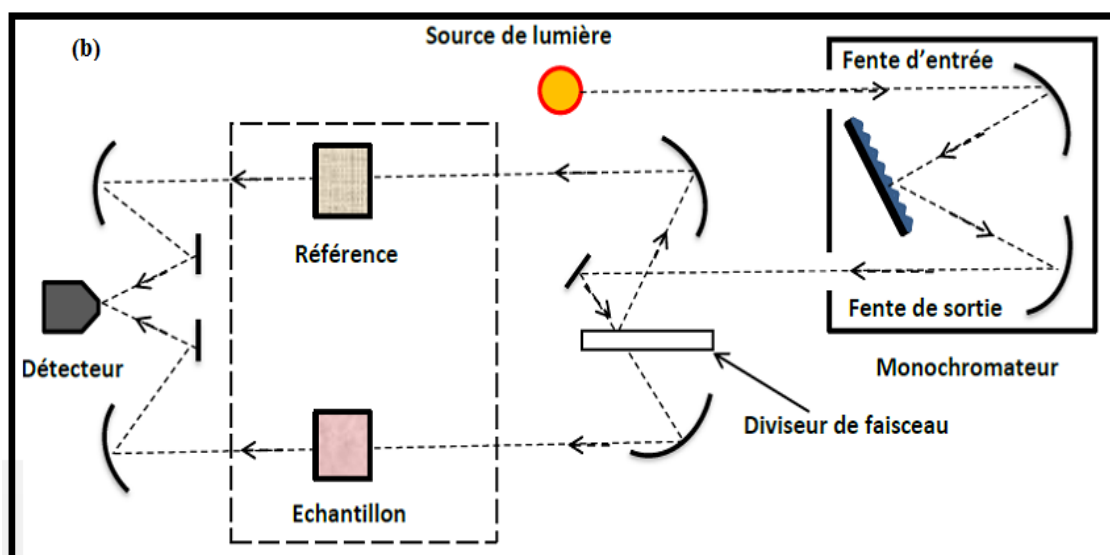 (b)
Source de lumière
Fente d'entrée
Référence
Fente de sortie
Détecteur
Monochromateur
Diviseur de faisceau
Echantillon